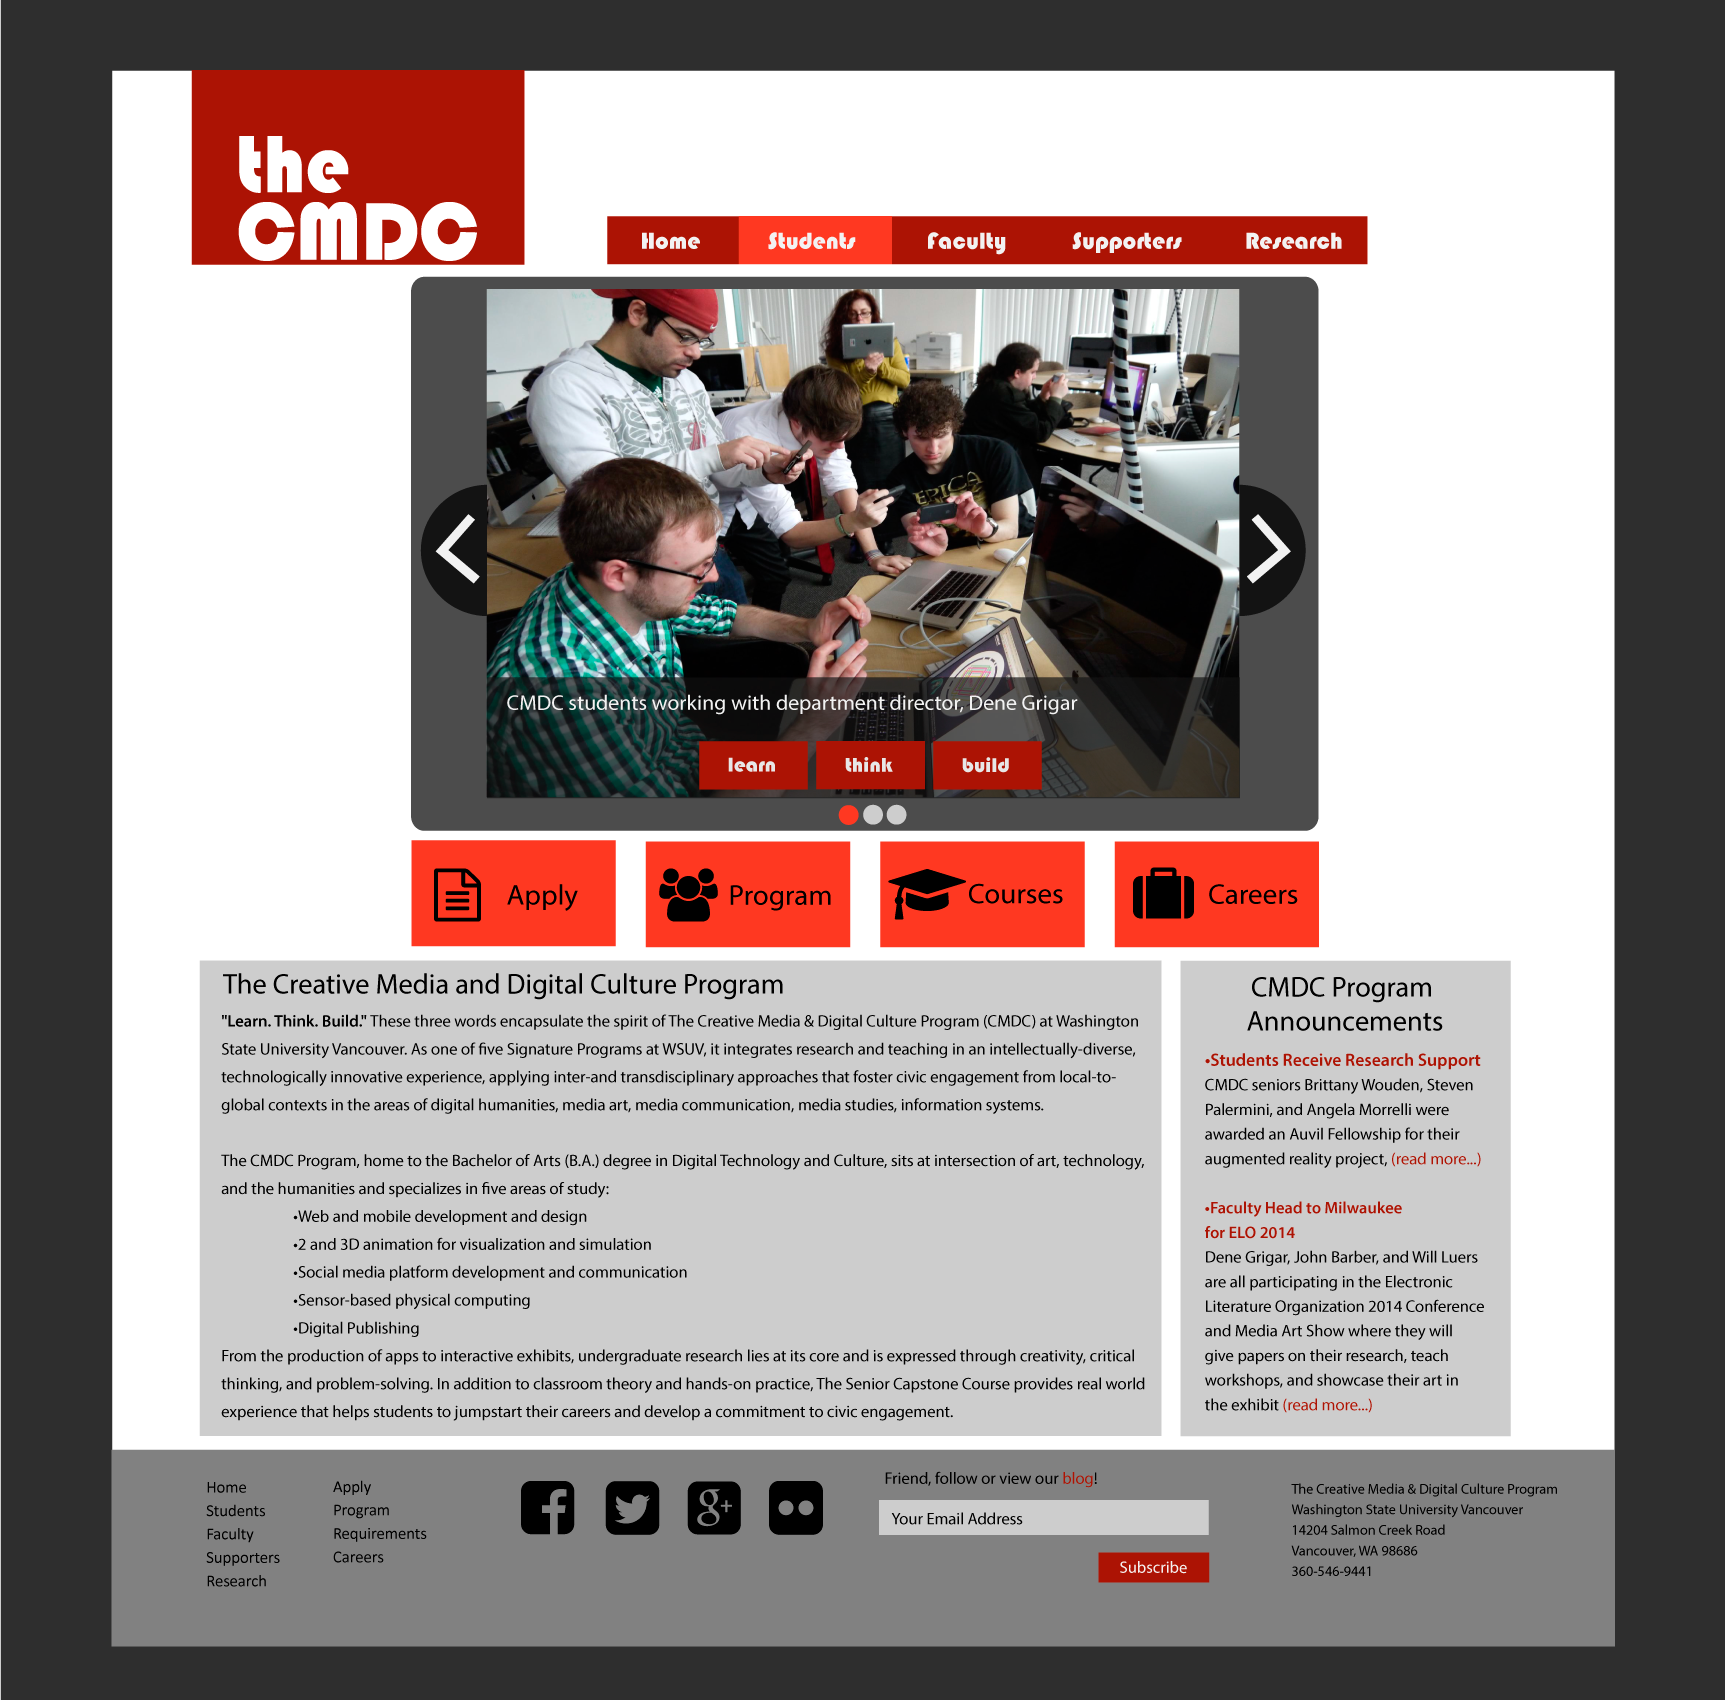 the
CMDC
Home Students Faculty Supporters Research
ERICA
CMDC students working with department director, Dene Grigar
learn think build
Apply Program Courses Careers
The Creative Media and Digital Culture Program
"Learn. Think. Build." These three words encapsulate the spirit of The Creative Media & Digital Culture Program (CMDC) at Washington
State University Vancouver. As one of five Signature Programs at WSUV, it integrates research and teaching in an intellectually-diverse,
technologically innovative experience, applying inter-and transdisciplinary approaches that foster civic engagement from local-to-
global contexts in the areas of digital humanities, media art, media communication, media studies, information systems.
The CMDC Program, home to the Bachelor of Arts (B.A.) degree in Digital Technology and Culture, sits at intersection of art, technology,
and the humanities and specializes in five areas of study:
•Web and mobile development and design
•2 and 3D animation for visualization and simulation
•Social media platform development and communication
•Sensor-based physical computing
•Digital Publishing
From the production of apps to interactive exhibits, undergraduate research lies at its core and is expressed through creativity, critical
thinking, and problem-solving. In addition to classroom theory and hands-on practice, The Senior Capstone Course provides real world
experience that helps students to jumpstart their careers and develop a commitment to civic engagement.
CMDC Program
Announcements
•Students Receive Research Support
CMDC seniors Brittany Wouden, Steven
Palermini, and Angela Morrelli were
awarded an Auvil Fellowship for their
augmented reality project, (read more...)
•Faculty Head to Milwaukee
for ELO 2014
Dene Grigar, John Barber, and Will Luers
are all participating in the Electronic
Literature Organization 2014 Conference
and Media Art Show where they will
give papers on their research, teach
workshops, and showcase their art in
the exhibit (read more...)
Home
Students
Faculty
Supporters
Research
Apply
Program
Requirements
Careers
f g+
Friend, follow or view our blog!
Your Email Address
Subscribe
The Creative Media & Digital Culture Program
Washington State University Vancouver
14204 Salmon Creek Road
Vancouver, WA 98686
360-546-9441